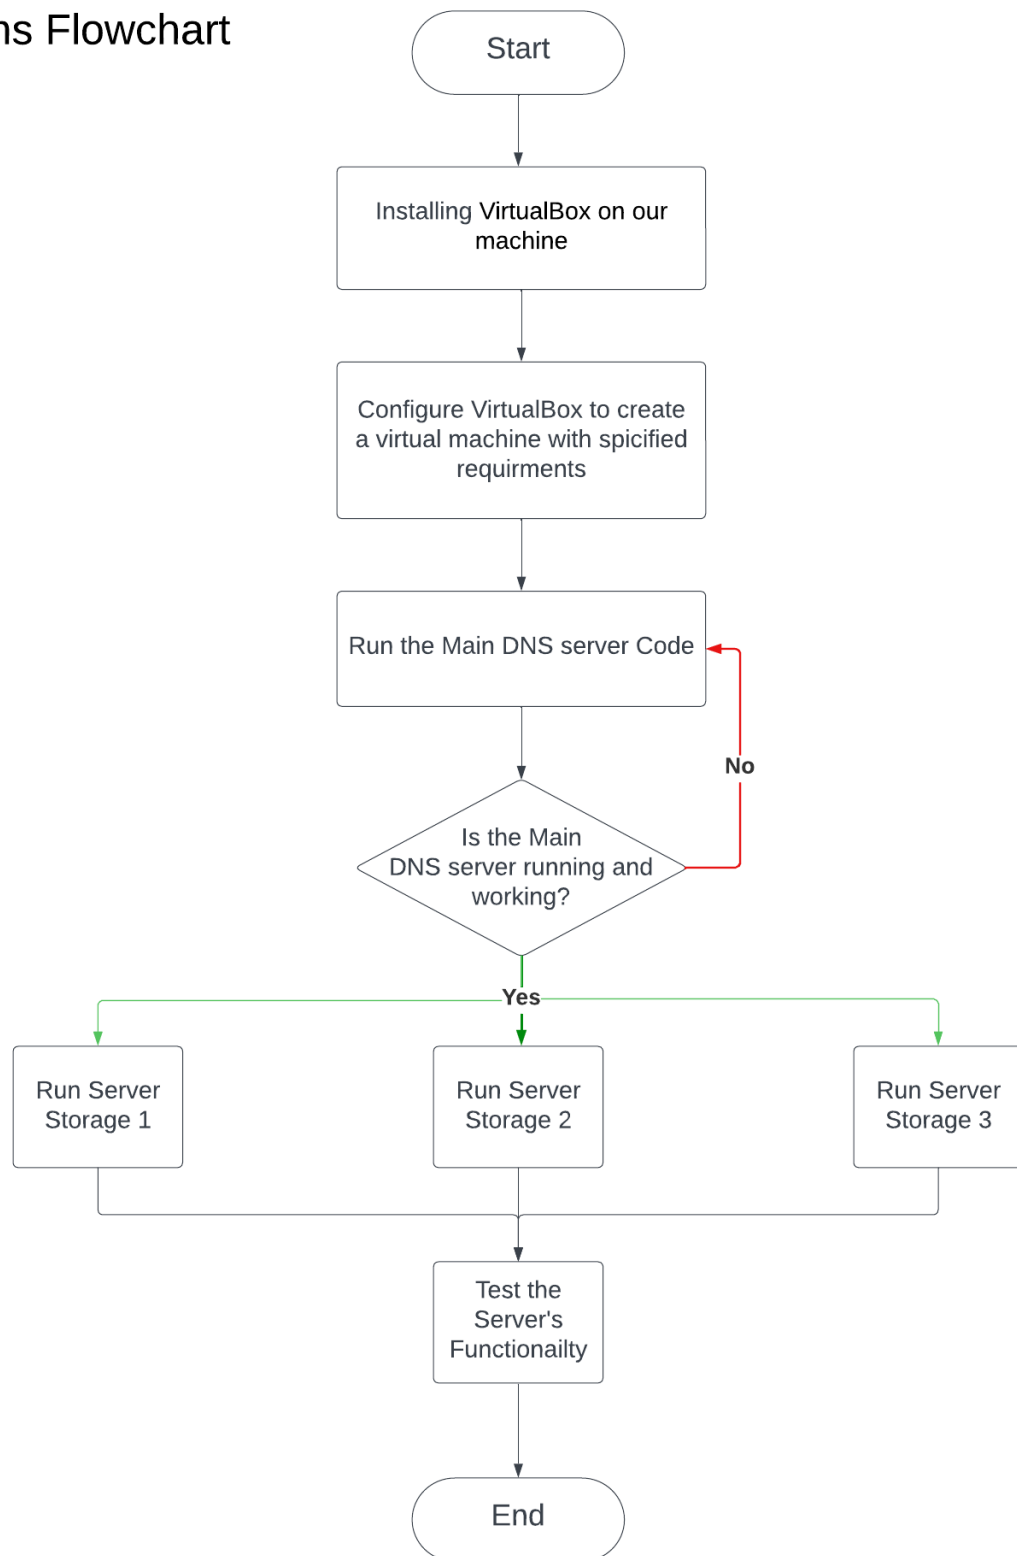 ns Flowchart
Start
Installing VirtualBox on our
machine
Configure VirtualBox to create
a virtual machine with spicified
requirments
Run the Main DNS server Code
No
Is the Main
DNS server running and
working?
Yes
Run Server
Storage 1
Run Server
Storage 2
Run Server
Storage 3
Test the
Server's
Functionailty
End